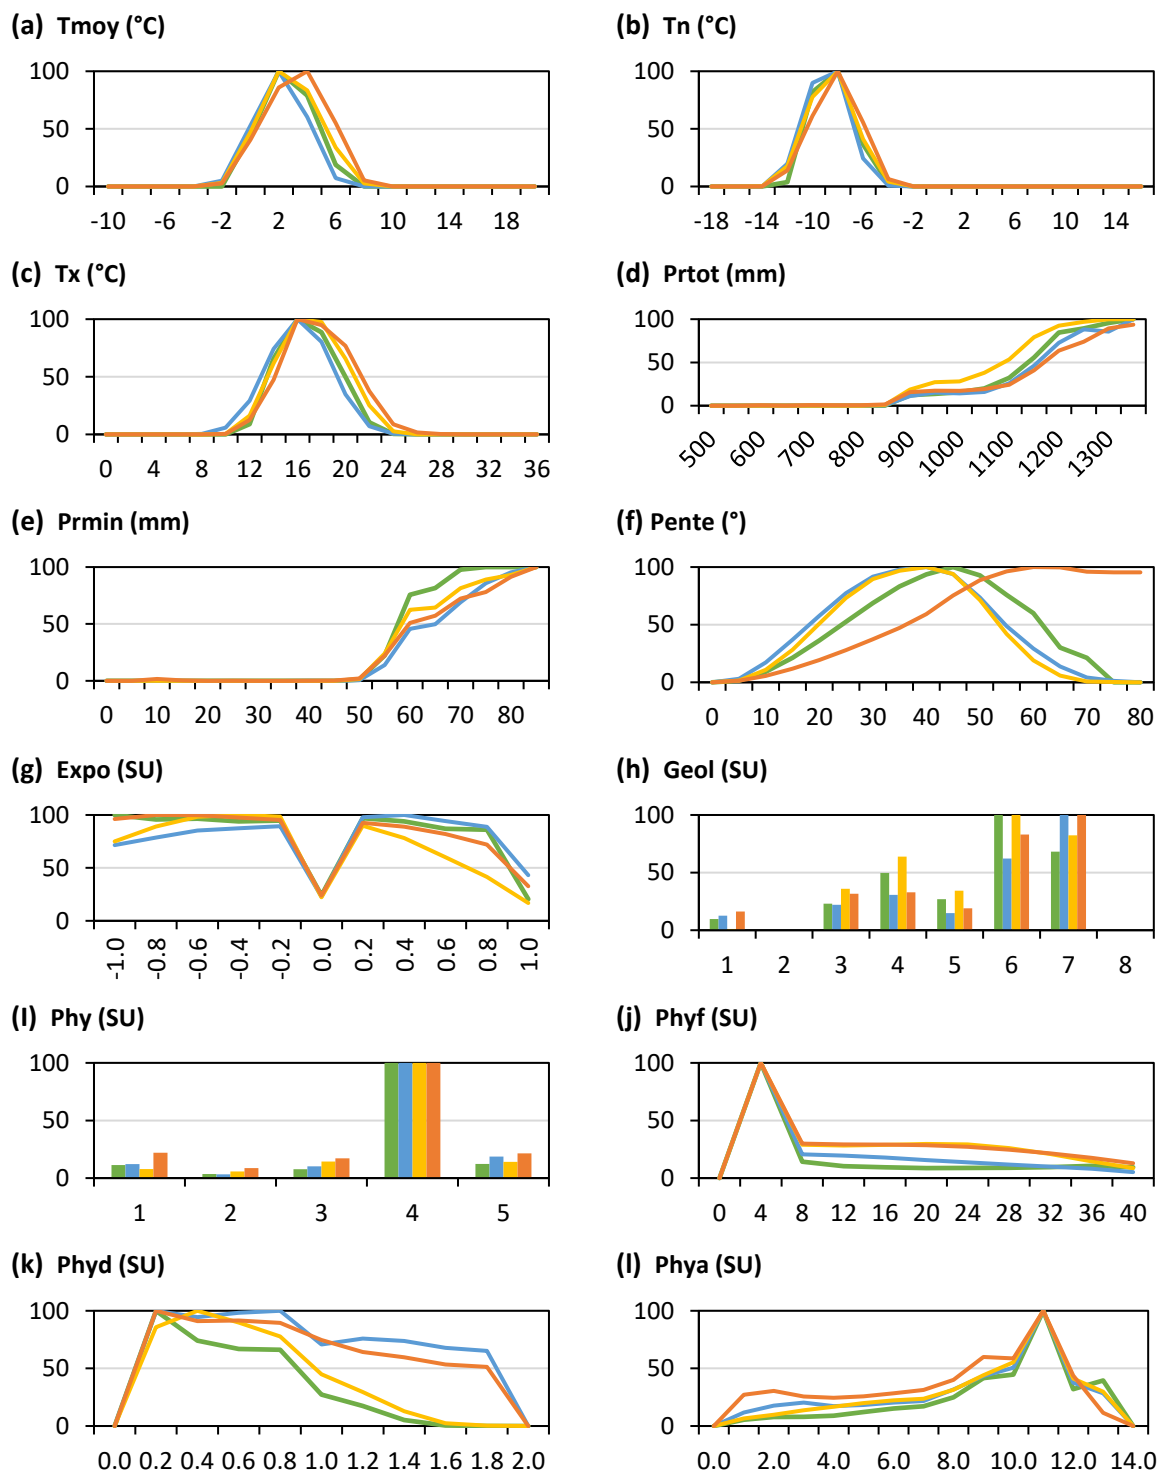 (a) Tmoy (°C)
(b) Tn (°C)
100
50
0
-10 -6 -2 2 6 10 14 18
100
50
0
-18 -14 -10 -6 -2 2 6 10 14
(c) Tx (°C)
(d) Prtot (mm)
100
50
0
0 4 8 12 16 20 24 28 32 36
100
50
0
500 600 700 800 900 1000 1100 1200 1300
(e) Prmin (mm)
(f) Pente (°)
100
50
0
0 10 20 30 40 50 60 70 80
100
50
0
0 10 20 30 40 50 60 70 80
(g) Expo (SU)
(h) Geol (SU)
100
50
0
-1.0 -0.8 -0.6 -0.4 -0.2 0.0 0.2 0.4 0.6 0.8 1.0
100
50
0
1 2 3 4 5 6 7 8
(I) Phy (SU)
(j) Phyf (SU)
100
50
0
1 2 3 4 5
100
50
0
0 4 8 12 16 20 24 28 32 36 40
(k) Phyd (SU)
(l) Phya (SU)
100
50
0
0.0 0.2 0.4 0.6 0.8 1.0 1.2 1.4 1.6 1.8 2.0
100
50
0
0.0 2.0 4.0 6.0 8.0 10.0 12.0 14.0